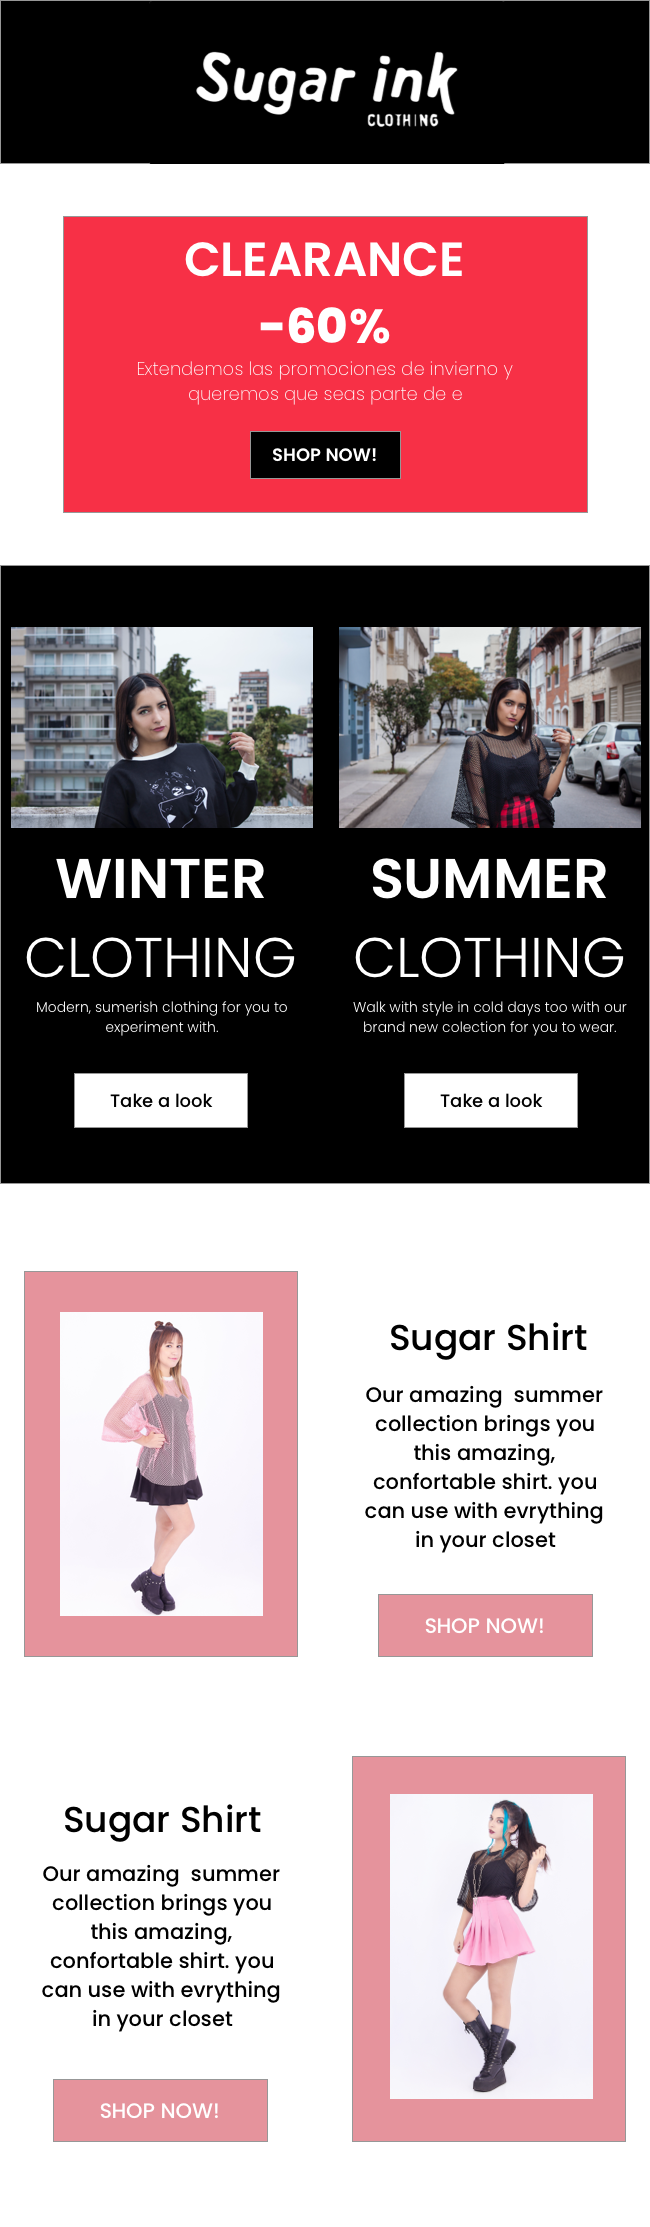 Sugar ink
CLOTHING
CLEARANCE
-60%
Extendemos las promociones de invierno y
queremos que seas parte de e
SHOP NOW!
WINTER
CLOTHING
Modern, sumerish clothing for you to
experiment with.
Take a look
SUMMER
CLOTHING
Walk with style in cold days too with our
brand new colection for you to wear.
Take a look
Sugar Shirt
Our amazing  summer
collection brings you
this amazing,
confortable shirt. you
can use with evrything
in your closet
SHOP NOW!
Sugar Shirt
Our amazing  summer
collection brings you
this amazing,
confortable shirt. you
can use with evrything
in your closet
SHOP NOW!